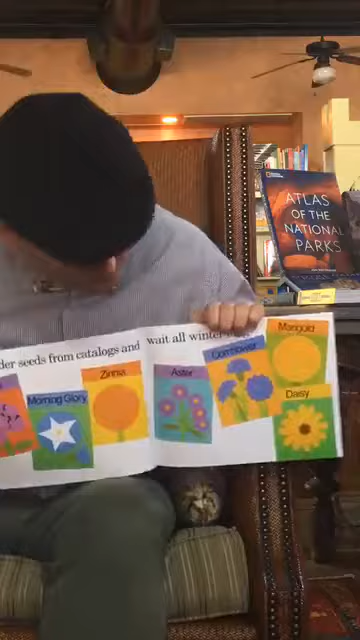 ATLAS
OF THE
NATIONAL
PARKS
der seeds from catalogs and
wait all winter
Morning Glory
Zinnia
Aster
Cornflower
Marigold
Daisy